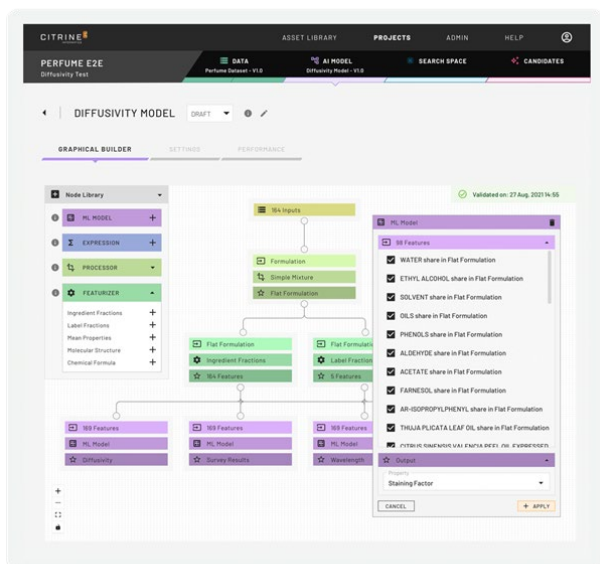 CITRINE
ASSET LIBRARY
PROJECTS
ADMIN
HELP
PERFUME E2E
Diffusivity Test
DATA
Perfume Dataset - V1.0
AI MODEL
Diffusivity Model - V1.0
SEARCH SPACE
CANDIDATES
DIFFUSIVITY MODEL
DRAFT
GRAPHICAL BUILDER
SETTINGS
PERFORMANCE
Node Library
ML MODEL
EXPRESSION
PROCESSOR
FEATURIZER
Ingredient Fractions
Label Fractions
Mean Properties
Molecular Structure
Chemical Formula
164 Inputs
Formulation
Simple Mixture
Flat Formulation
Flat Formulation
Ingredient Fractions
164 Features
Flat Formulati
Label Fraction
5 Features
169 Features
ML Model
Diffusivity
169 Features
ML Model
Survey Results
169 Features
ML Model
Wavelength
Validated on: 27 Aug, 2021 14:55
ML Model
98 Features
WATER share in Flat Formulation
ETHYL ALCOHOL share in Flat Formulation
SOLVENT share in Flat Formulation
OILS share in Flat Formulation
PHENOLS share in Flat Formulation
ALDEHYDE share in Flat Formulation
ACETATE share in Flat Formulation
FARNESOL share in Flat Formulation
AR-ISOPROPYLPHENYL share in Flat Formulation
THUJA PLICATA LEAF OIL share in Flat Formulation
CITRUS SINENSIS VALENCIA PEEL OIL EXPRESSED
Output
Property
Staining Factor
CANCEL
+ APPLY